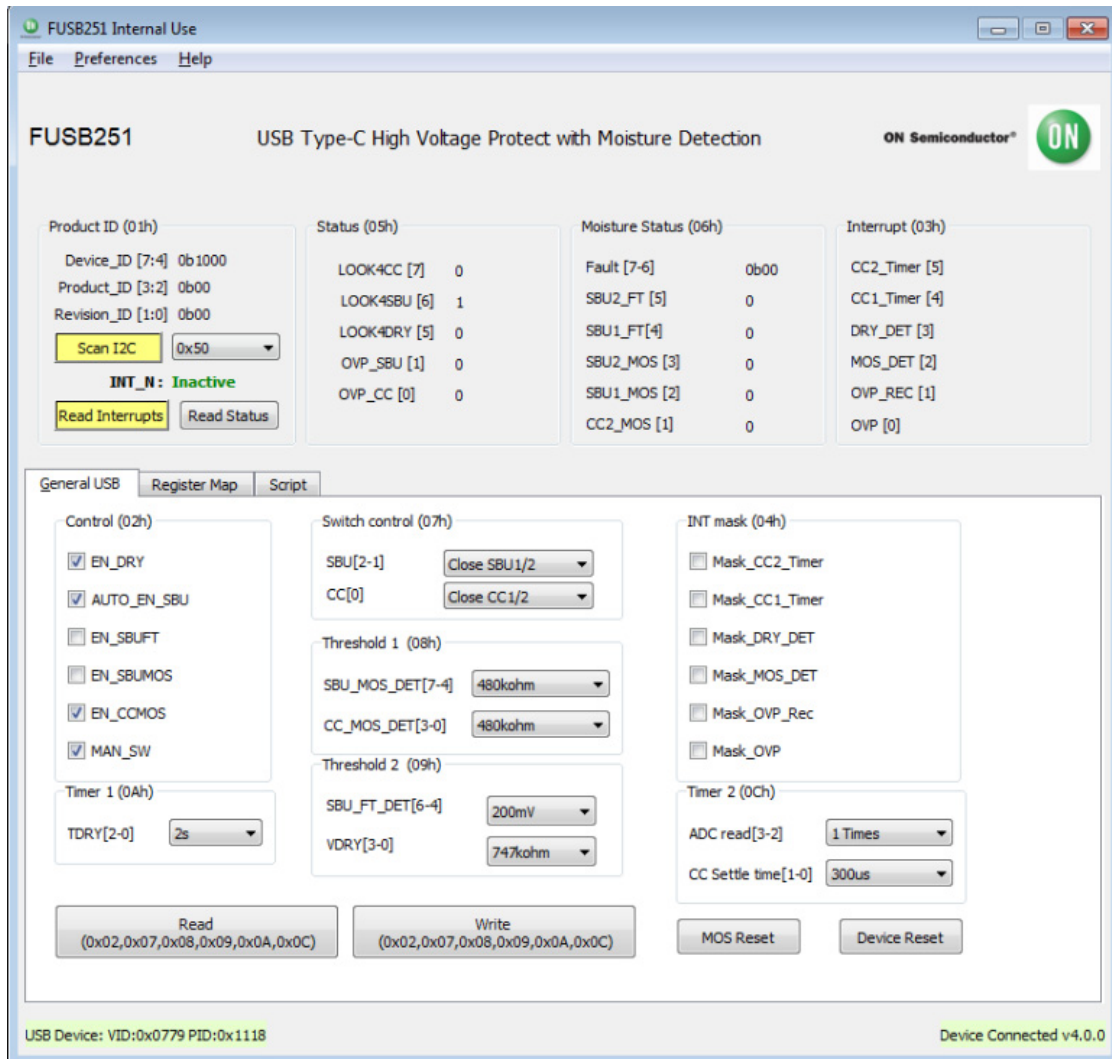 FUSB251 Internal Use
File Preferences Help
FUSB251
USB Type-C High Voltage Protect with Moisture Detection
ON Semiconductor®
ON
Product ID (01h)
Device_ID [7:4] 0b1000
Product_ID [3:2] 0b00
Revision_ID [1:0] 0b00
Scan I2C 0x50
INT_N: Inactive
Read Interrupts Read Status
Status (05h)
LOOK4CC [7] 0
LOOK4SBU [6] 1
LOOK4DRY [5] 0
OVP_SBU [1] 0
OVP_CC [0] 0
Moisture Status (06h)
Fault [7-6] 0b00
SBU2_FT [5] 0
SBU1_FT[4] 0
SBU2_MOS [3] 0
SBU1_MOS [2] 0
CC2_MOS [1] 0
Interrupt (03h)
CC2_Timer [5]
CC1_Timer [4]
DRY_DET [3]
MOS_DET [2]
OVP_REC [1]
OVP [0]
General USB Register Map Script
Control (02h)
EN_DRY
AUTO_EN_SBU
EN_SBUFT
EN_SBUMOS
EN_CCMOS
MAN_SW
Timer 1 (0Ah)
TDRY[2-0] 2s
Switch control (07h)
SBU[2-1] Close SBU1/2
CC[0] Close CC1/2
Threshold 1 (08h)
SBU_MOS_DET[7-4] 480kohm
CC_MOS_DET[3-0] 480kohm
Threshold 2 (09h)
SBU_FT_DET[6-4] 200mV
VDRY[3-0] 747kohm
INT mask (04h)
Mask_CC2_Timer
Mask_CC1_Timer
Mask_DRY_DET
Mask_MOS_DET
Mask_OVP_Rec
Mask_OVP
Timer 2 (0Ch)
ADC read[3-2] 1 Times
CC Settle time[1-0] 300us
Read
(0x02,0x07,0x08,0x09,0x0A,0x0C)
Write
(0x02,0x07,0x08,0x09,0x0A,0x0C)
MOS Reset Device Reset
USB Device: VID:0x0779 PID:0x1118
Device Connected v4.0.0